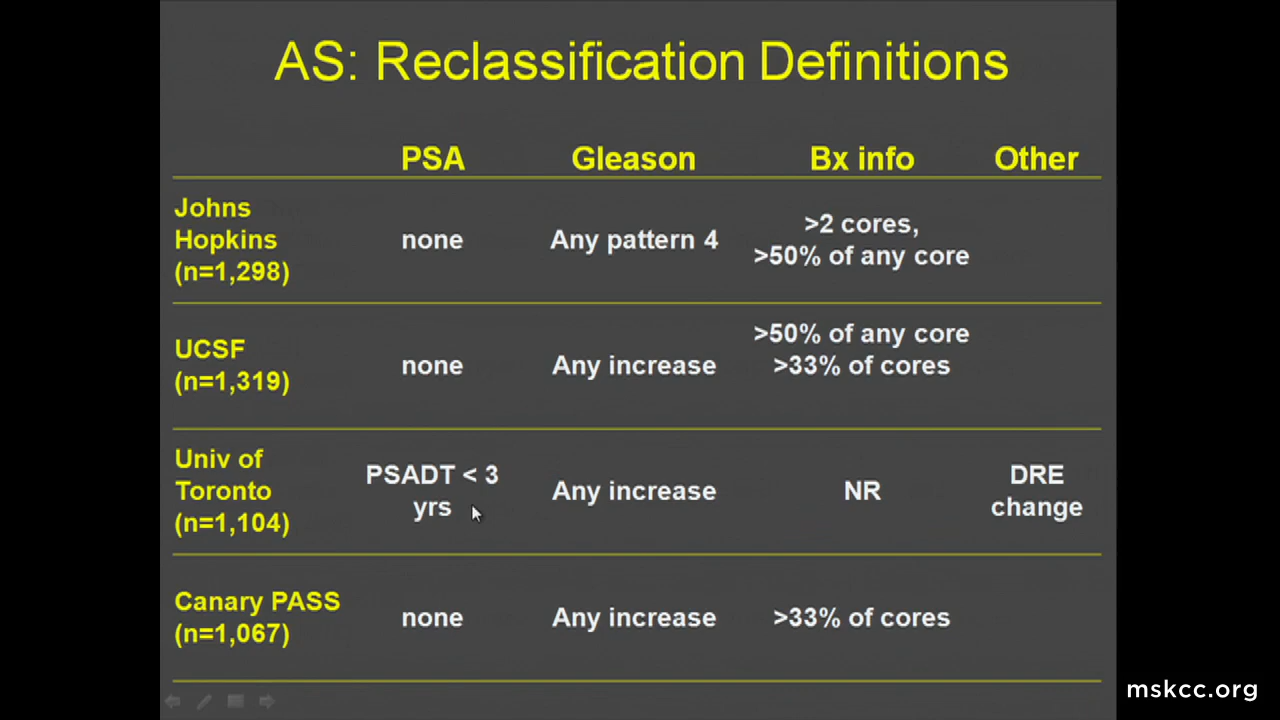 AS: Reclassification Definitions
PSA Gleason Bx info Other
Johns
Hopkins
(n=1,298)
none
Any pattern 4
>2 cores,
>50% of any core
UCSF
(n=1,319)
none
Any increase
>50% of any core
>33% of cores
Univ of
Toronto
(n=1,104)
PSADT < 3
yrs
Any increase
NR
DRE
change
Canary PASS
(n=1,067)
none
Any increase
>33% of cores
mskcc.org